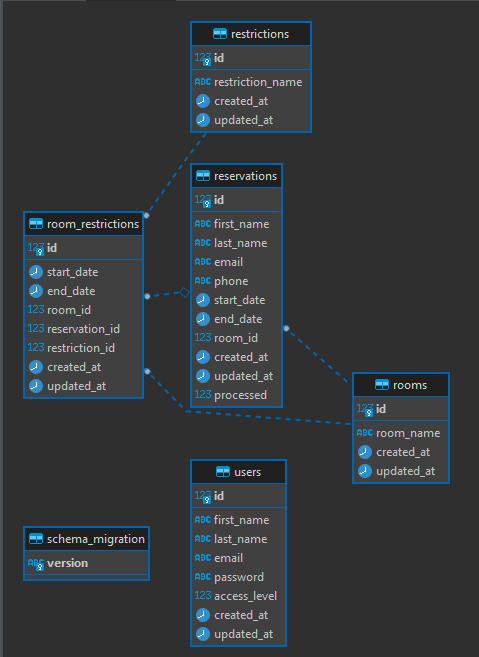 restrictions
123 id
ABC restriction_name
created_at
updated_at
reservations
123 id
ABC first_name
ABC last_name
ABC email
ABC phone
start_date
end_date
123 room_id
created_at
updated_at
123 processed
room_restrictions
123 id
start_date
end_date
123 room_id
123 reservation_id
123 restriction_id
created_at
updated_at
rooms
123 id
ABC room_name
created_at
updated_at
users
123 id
ABC first_name
ABC last_name
ABC email
ABC password
123 access_level
created_at
updated_at
schema_migration
ABC version